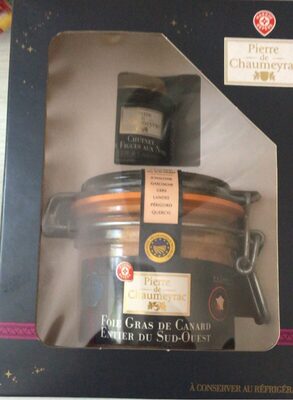 Pierre
de
Chaumeyrac
CHUTNEY
FIGUES AUX
GASCOGNE
GERS
LANDES
PÉRIGORD
QUERCY
Pierre
de
Chaumeyrac
FOIE GRAS DE CANARD
ENTIER DU SUD-OUEST
À CONSERVER AU RÉFRIGÉRA